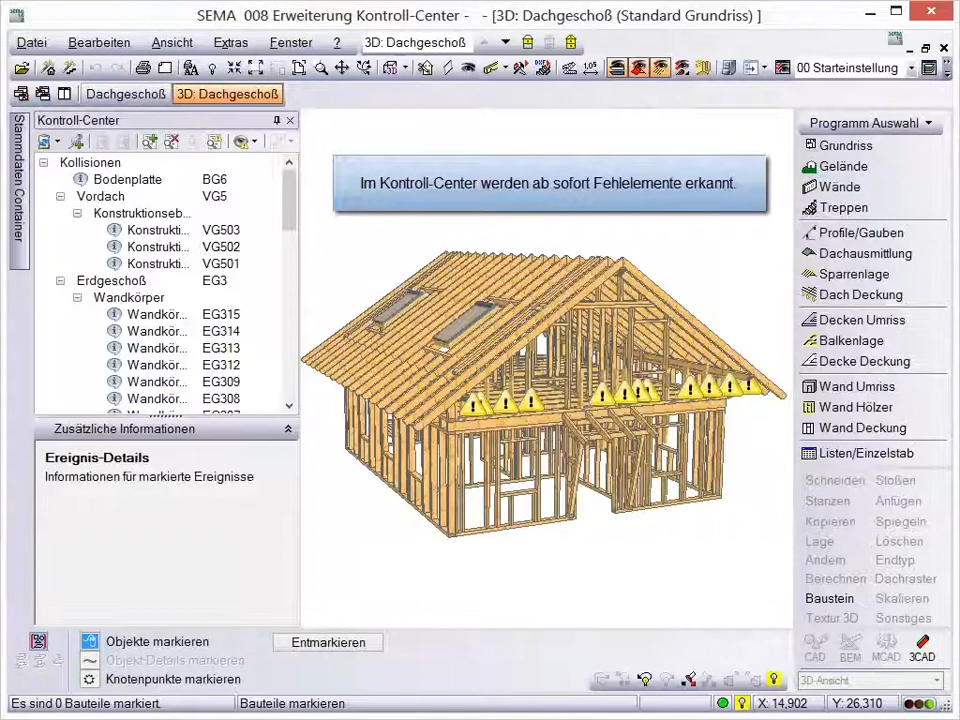 SEMA 008 Erweiterung Kontroll-Center - - [3D: Dachgeschoß (Standard Grundriss) ]
Datei Bearbeiten Ansicht Extras Fenster ? 3D: Dachgeschoß
00 Starteinstellung
Dachgeschoß 3D: Dachgeschoß
Stammdaten Container
Kontroll-Center
Kollisionen
Bodenplatte BG6
Vordach VG5
Konstruktionseb...
Konstrukti... VG503
Konstrukti... VG502
Konstrukti... VG501
Erdgeschoß EG3
Wandkörper
Wandkör... EG315
Wandkör... EG314
Wandkör... EG313
Wandkör... EG312
Wandkör... EG309
Wandkör... EG308
Zusätzliche Informationen
Ereignis-Details
Informationen für markierte Ereignisse
Im Kontroll-Center werden ab sofort Fehlelemente erkannt.
Programm Auswahl
Grundriss
Gelände
Wände
Treppen
Profile/Gauben
Dachausmittlung
Sparrenlage
Dach Deckung
Decken Umriss
Balkenlage
Decke Deckung
Wand Umriss
Wand Hölzer
Wand Deckung
Listen/Einzelstab
Schneiden Stoßen
Stanzen Anfügen
Kopieren Spiegeln
Lage Löschen
Ändern Endtyp
Berechnen Dachraster
Baustein Skalieren
Textur 3D Sonstiges
CAD BEM MCAD 3CAD
3D-Ansicht
Objekte markieren Entmarkieren
Objekt-Details markieren
Knotenpunkte markieren
Es sind 0 Bauteile markiert. Bauteile markieren X: 14,902 Y: 26,310